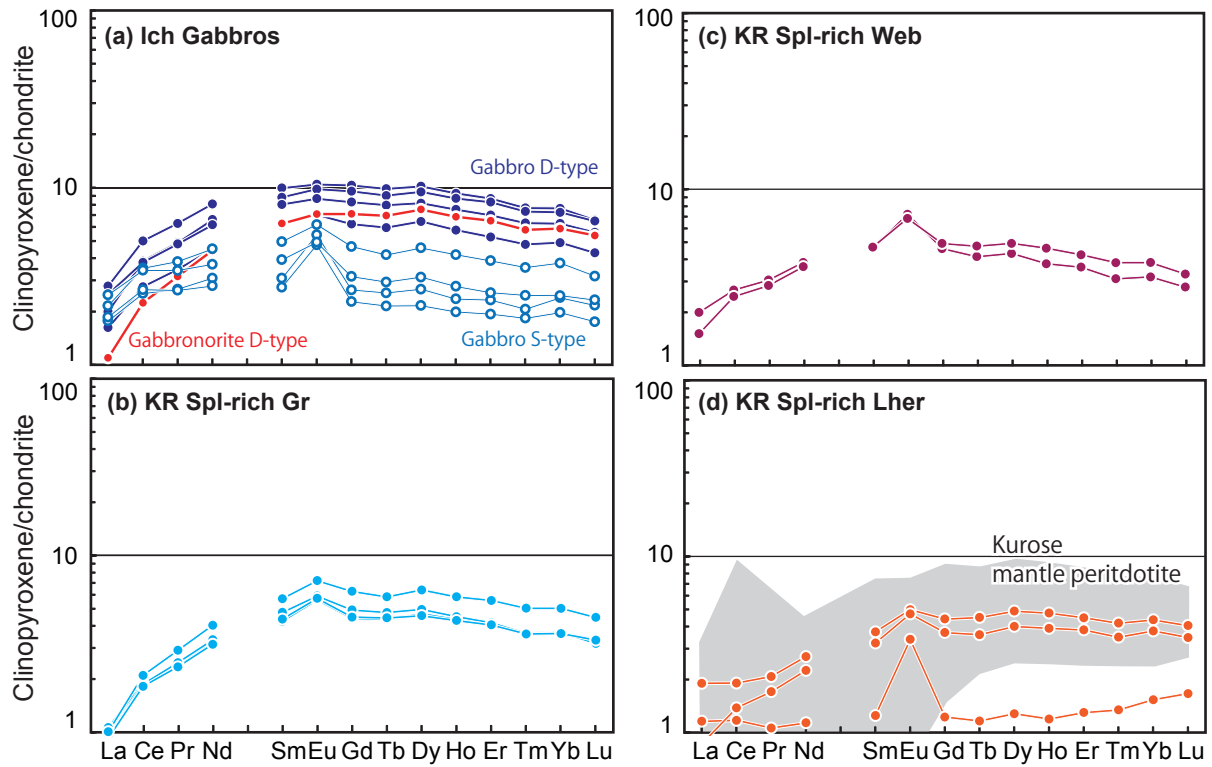 Clinopyroxene/chondrite
100
10
1
(a) Ich Gabbros
Gabbro D-type
Gabbronorite D-type
Gabbro S-type
100
10
1
(c) KR Spl-rich Web
Clinopyroxene/chondrite
100
10
1
(b) KR Spl-rich Gr
La Ce Pr Nd Sm Eu Gd Tb Dy Ho Er Tm Yb Lu
100
10
1
(d) KR Spl-rich Lher
Kurose
mantle peritdotite
La Ce Pr Nd Sm Eu Gd Tb Dy Ho Er Tm Yb Lu